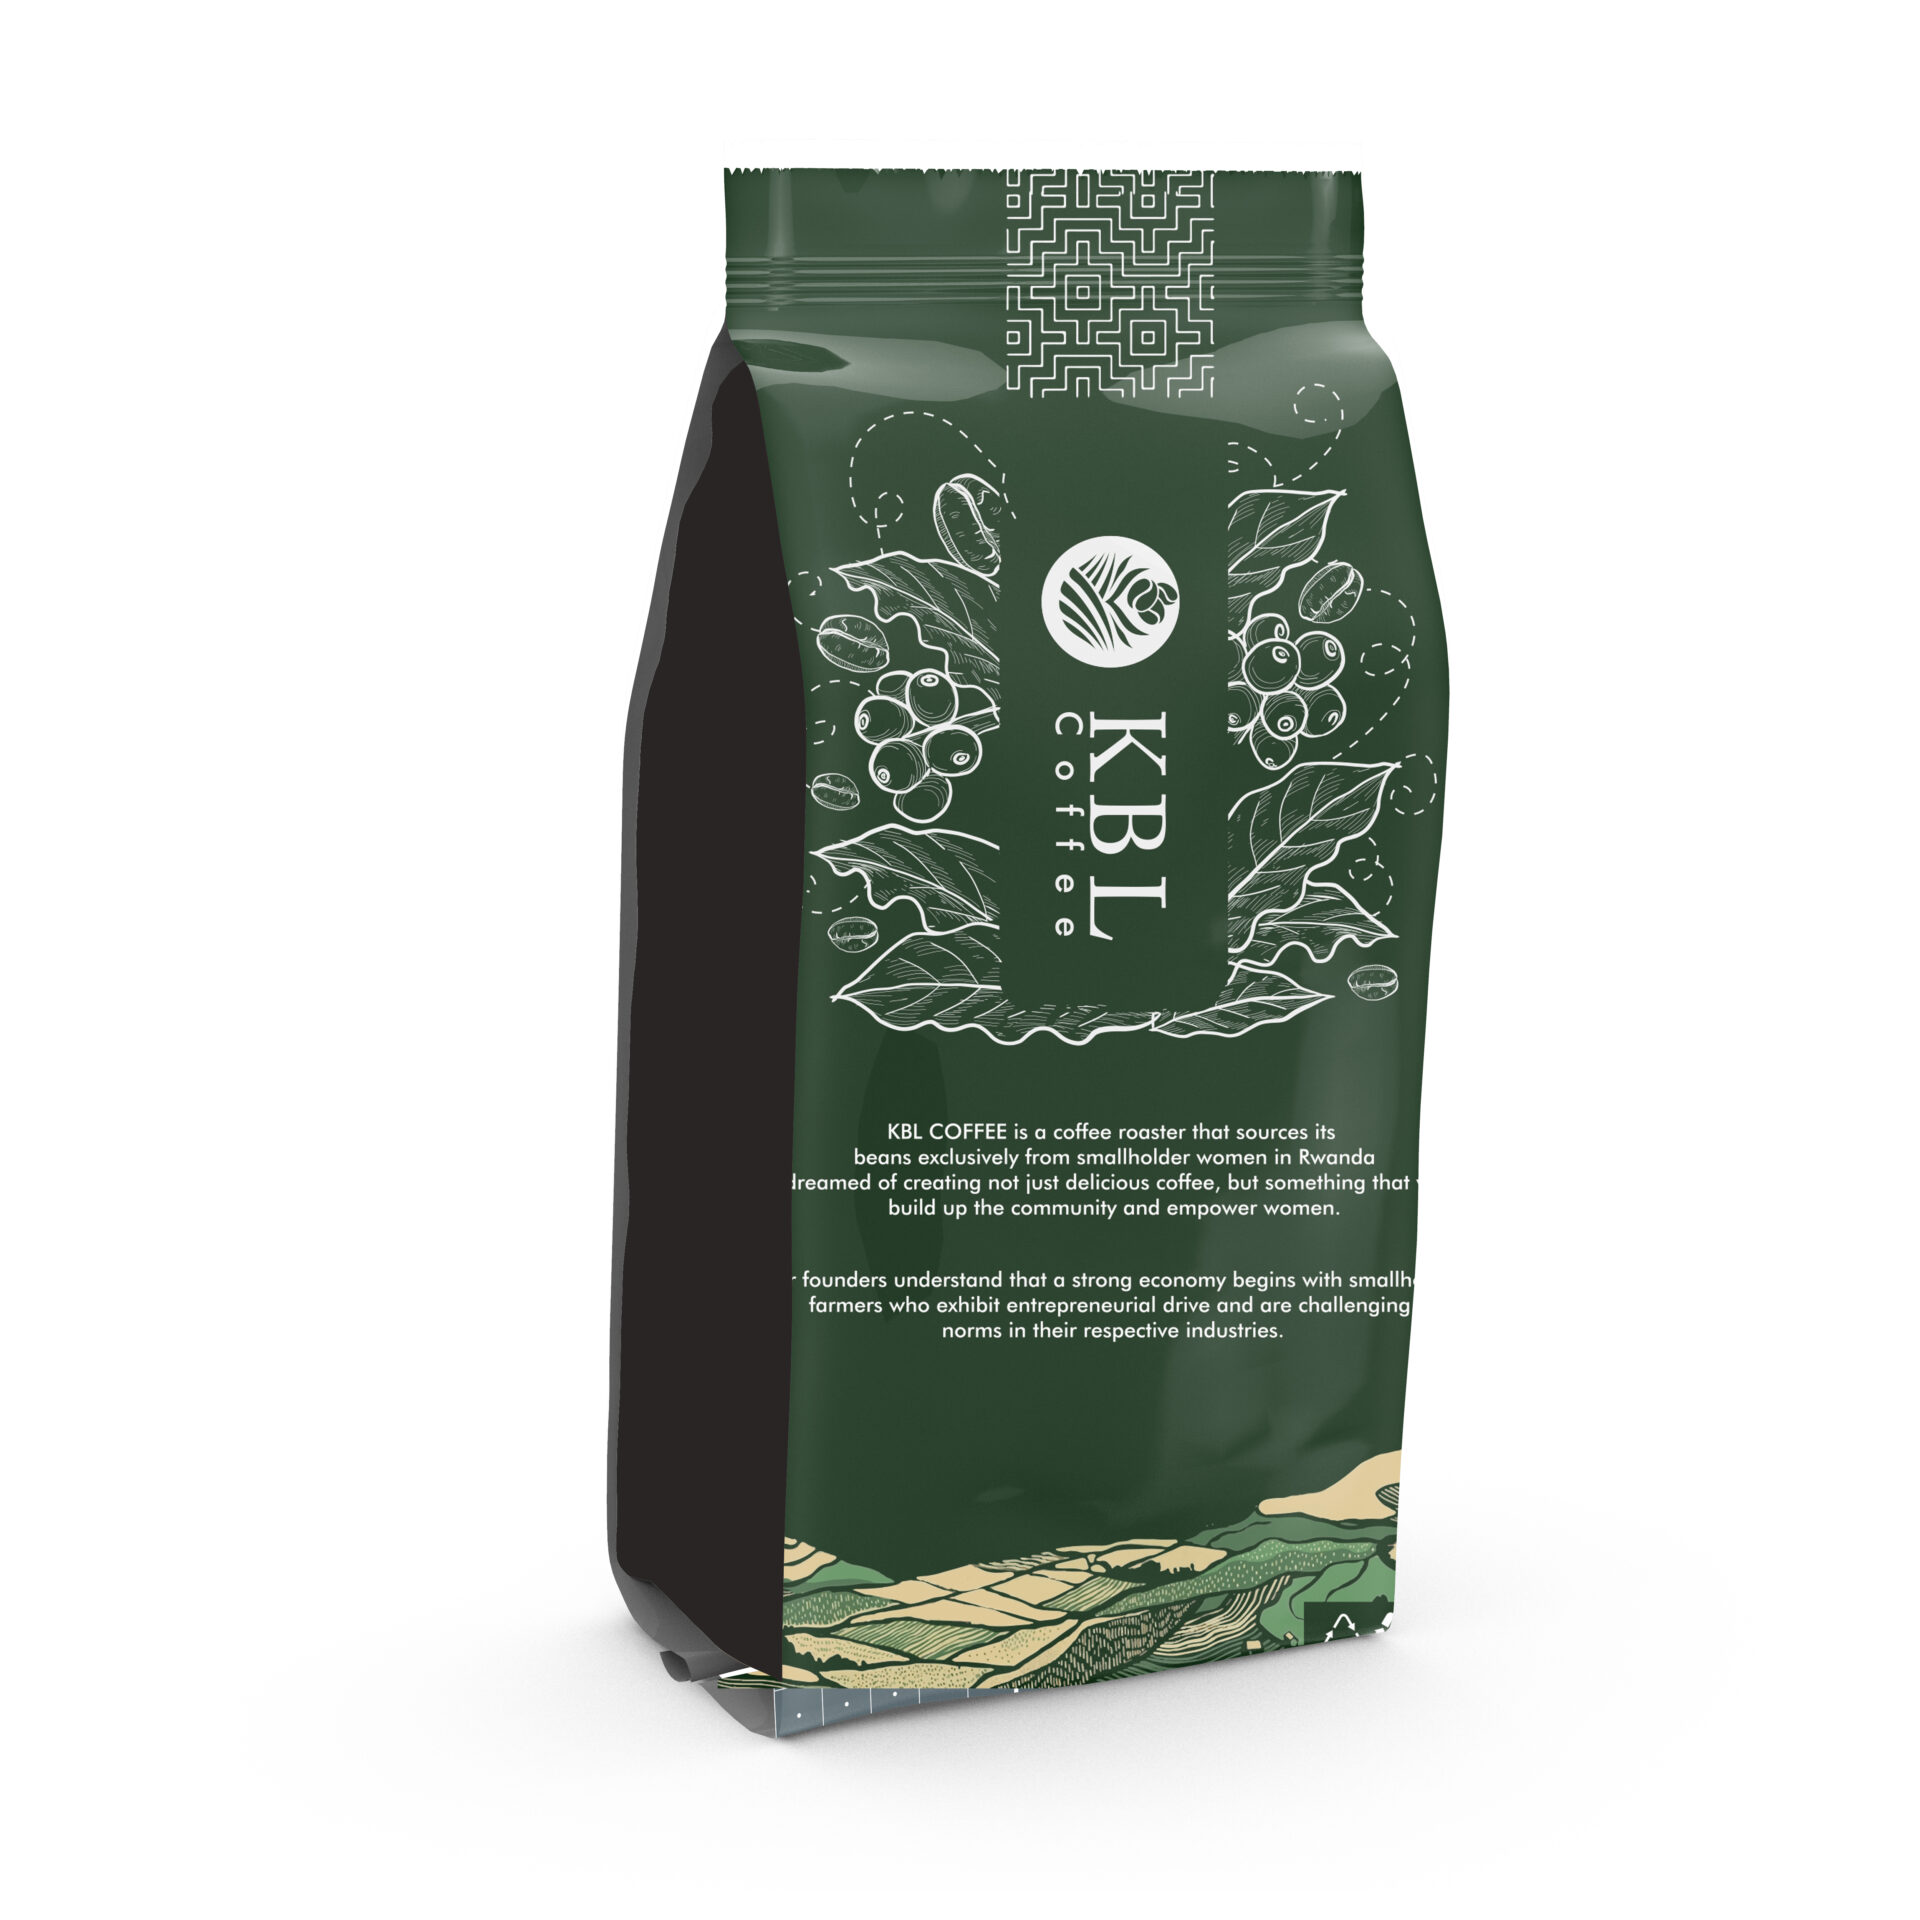 KBL
Coffee
KBL COFFEE is a coffee roaster that sources its
beans exclusively from smallholder women in Rwanda
dreamed of creating not just delicious coffee, but something that
build up the community and empower women.
founders understand that a strong economy begins with
farmers who exhibit entrepreneurial drive and are challenging
norms in their respective industries.